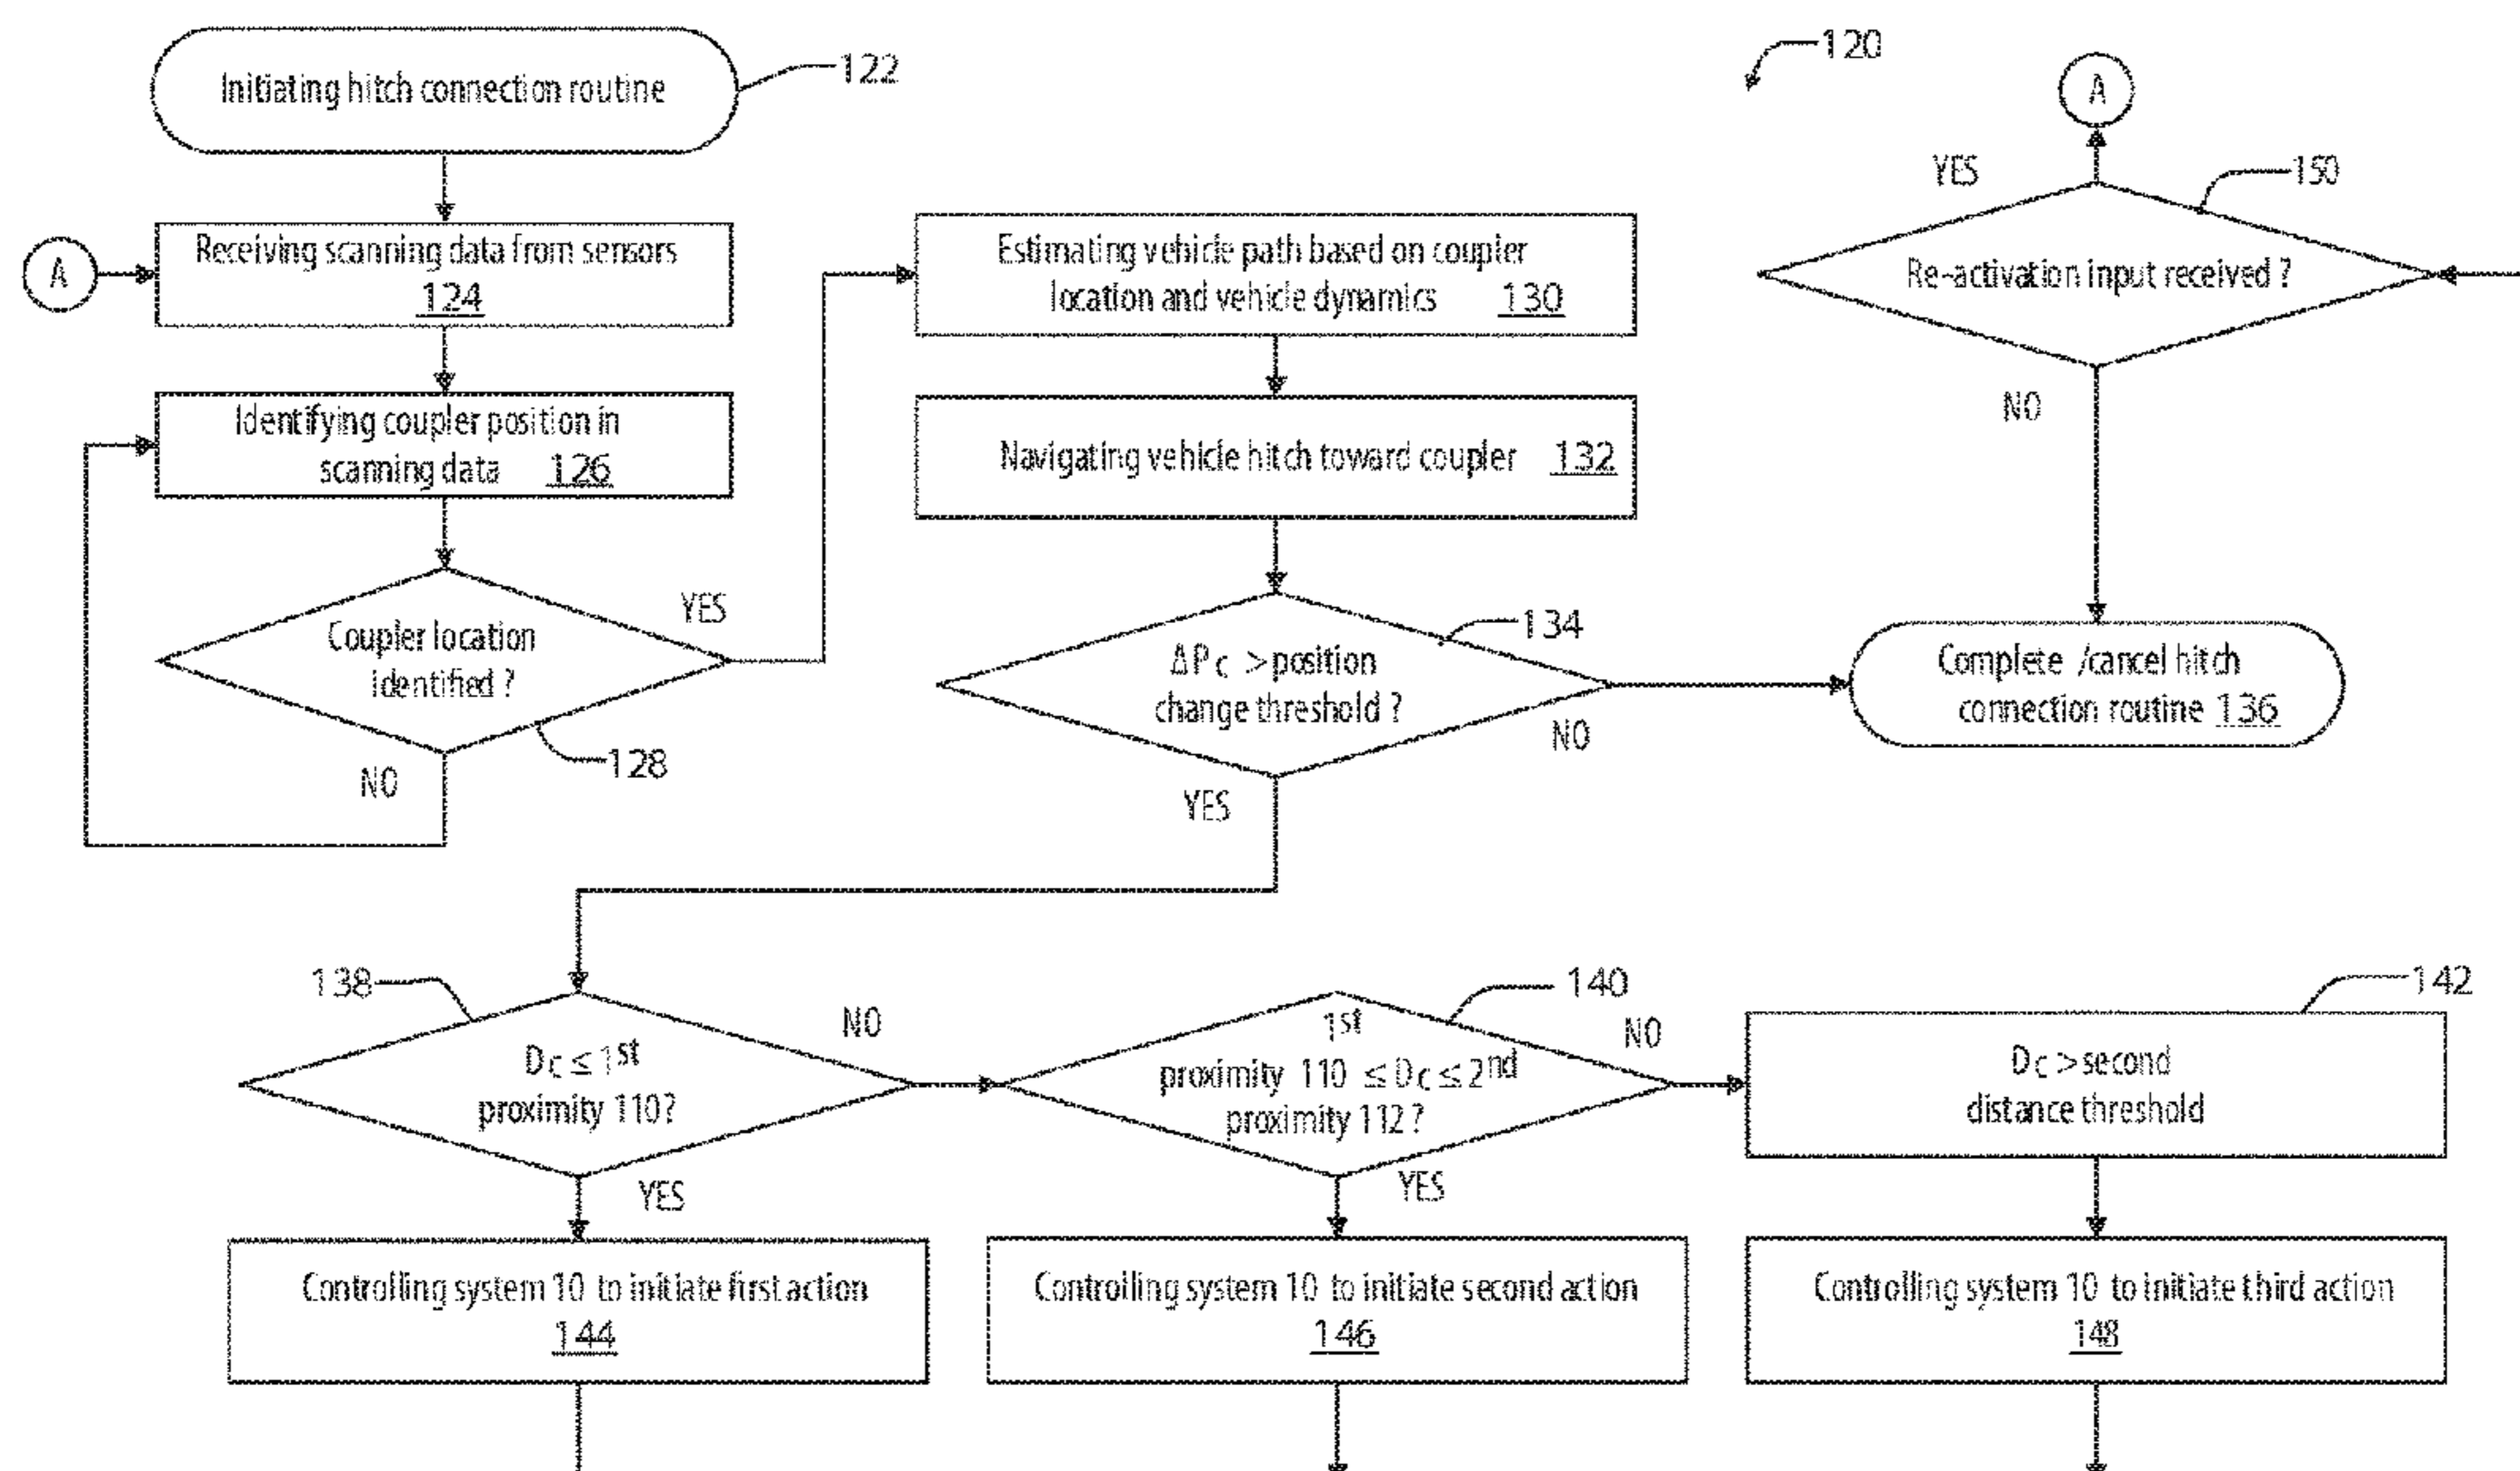 Initiating hitch connection routine
122
120
A
A
Receiving scanning data from sensors
124
Identifying coupler position in
scanning data 126
Coupler location
identified ?
YES
NO
128
Estimating vehicle path based on coupler
location and vehicle dynamics 130
Navigating vehicle hitch toward coupler 132
ΔPc > position
change threshold ?
134
NO
YES
YES
150
Re-activation input received ?
NO
Complete /cancel hitch
connection routine 136
138
Dc ≤ 1st
proximity 110?
NO
YES
140
1st
proximity 110 ≤ Dc ≤ 2nd
proximity 112 ?
NO
YES
142
Dc > second
distance threshold
Controlling system 10 to initiate first action
144
Controlling system 10 to initiate second action
146
Controlling system 10 to initiate third action
148